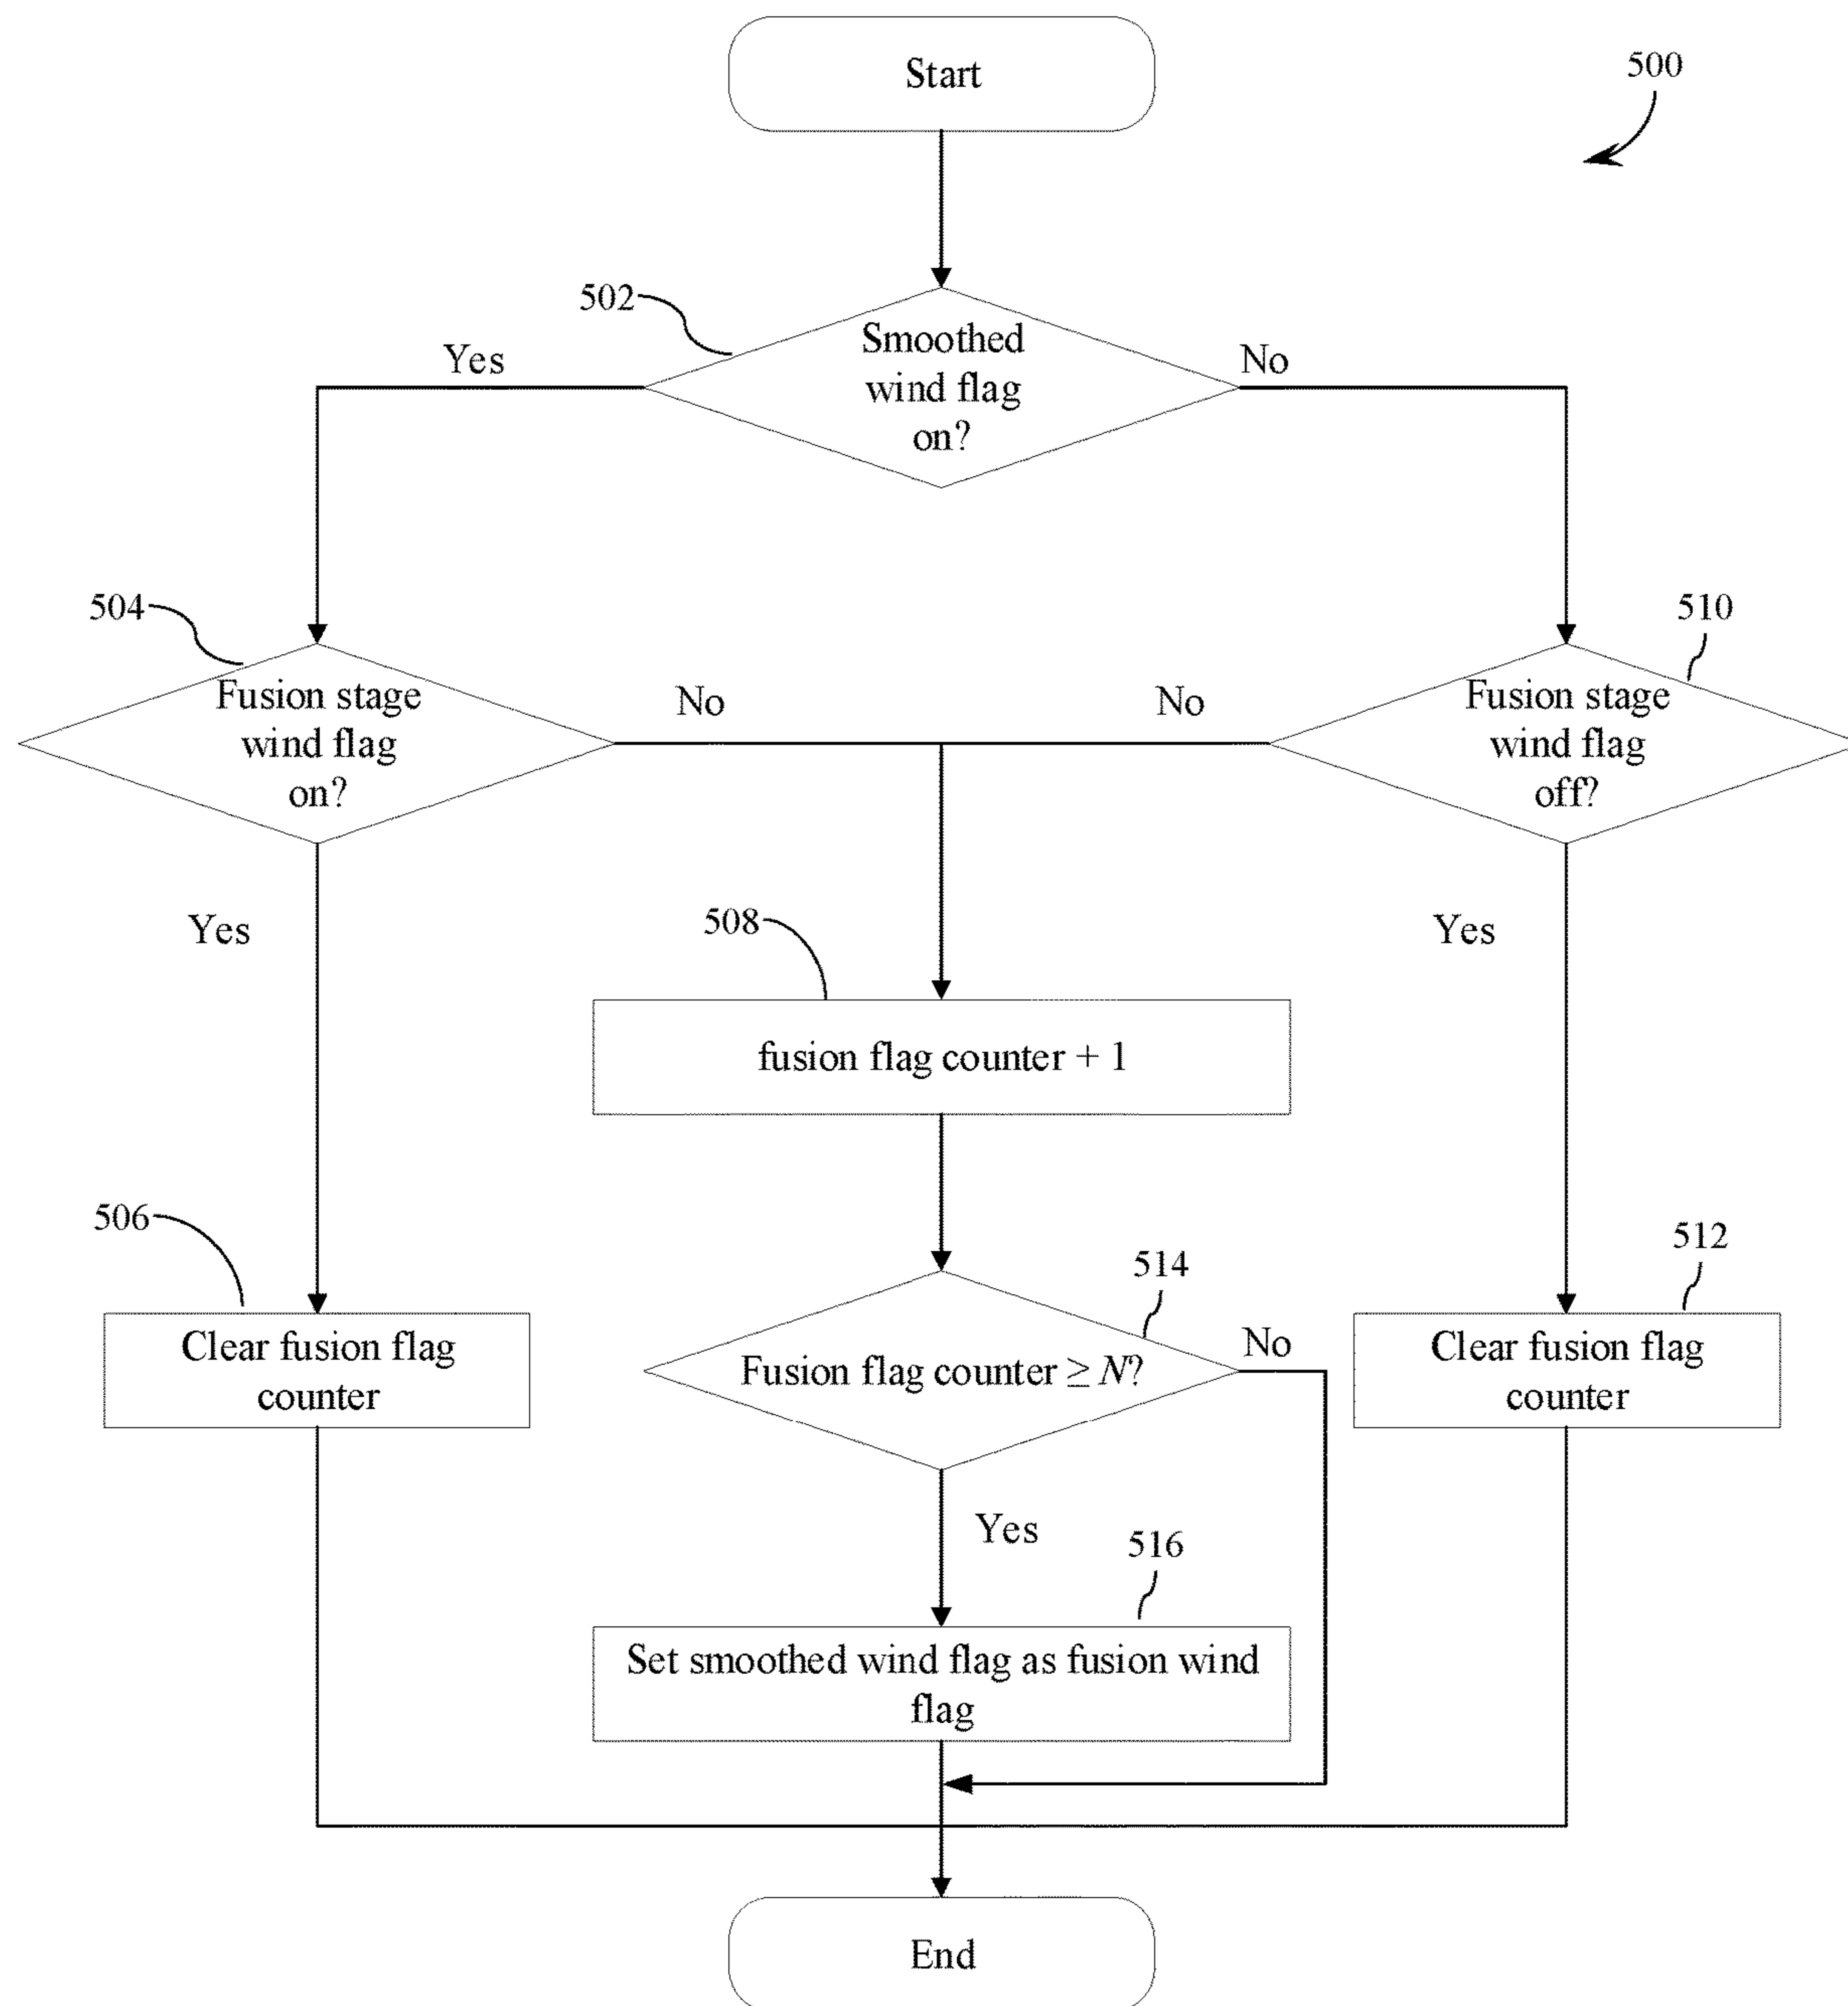 Start
500
502
Smoothed
wind flag
on?
Yes
No
504
Fusion stage
wind flag
on?
No
No
510
Fusion stage
wind flag
off?
Yes
508
Yes
fusion flag counter + 1
506
Clear fusion flag
counter
514
Fusion flag counter ≥ N?
No
512
Clear fusion flag
counter
Yes
516
Set smoothed wind flag as fusion wind
flag
End